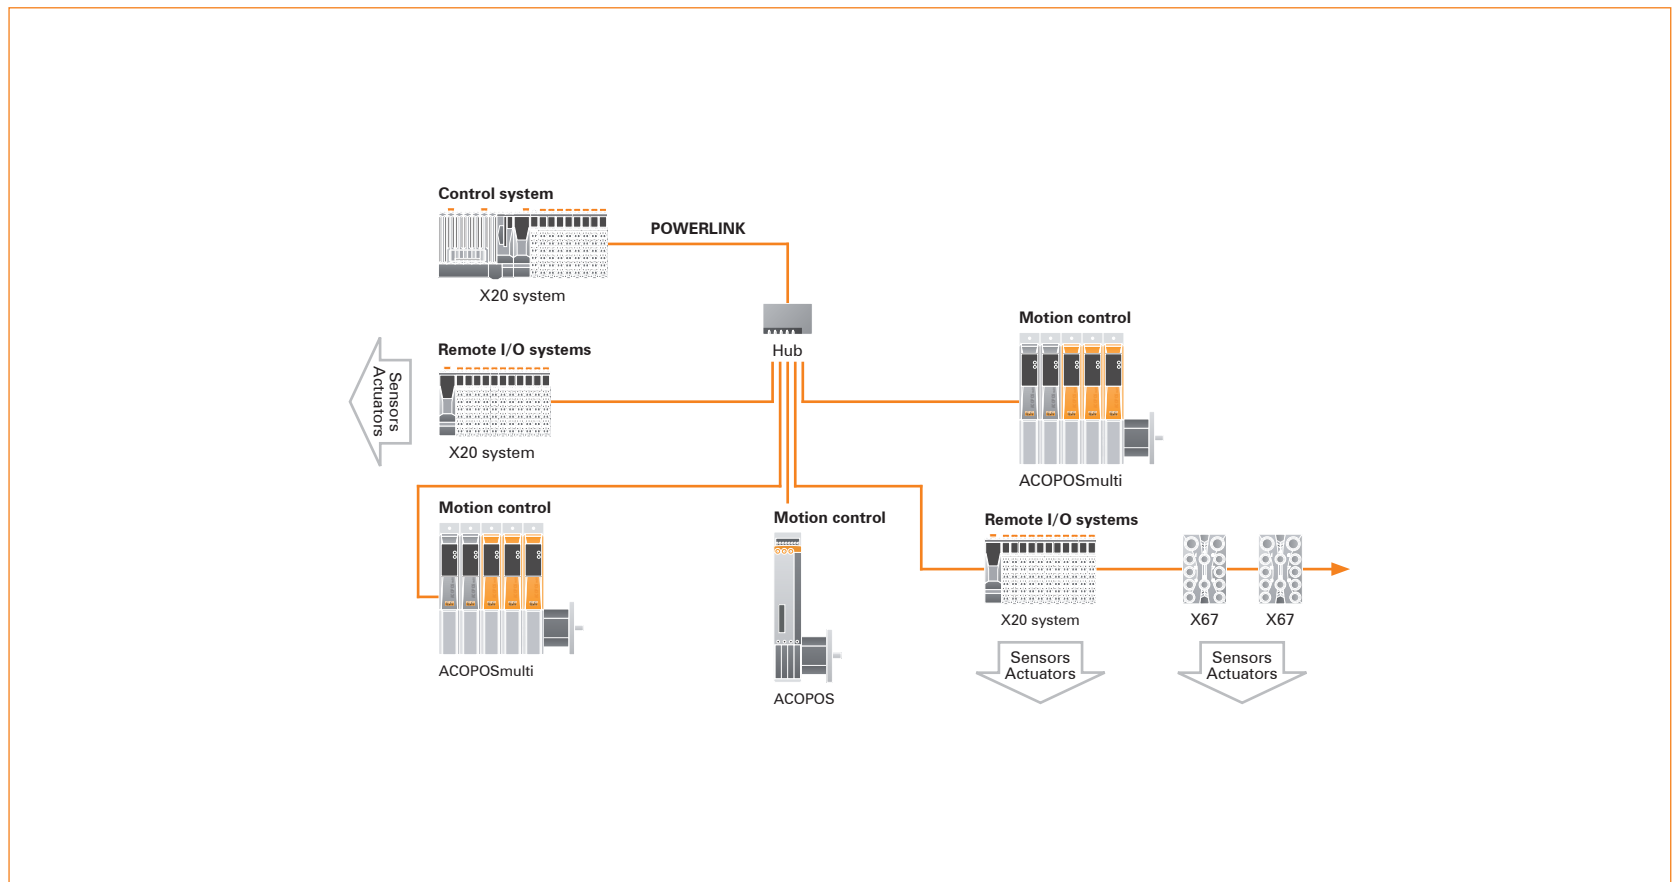 Control system
POWERLINK
X20 system
Hub
Motion control
Remote I/O systems
Sensors
Actuators
X20 system
ACOPOSmulti
Motion control
Motion control
Remote I/O systems
ACOPOSmulti
ACOPOS
X20 system
X67
X67
Sensors
Actuators
Sensors
Actuators